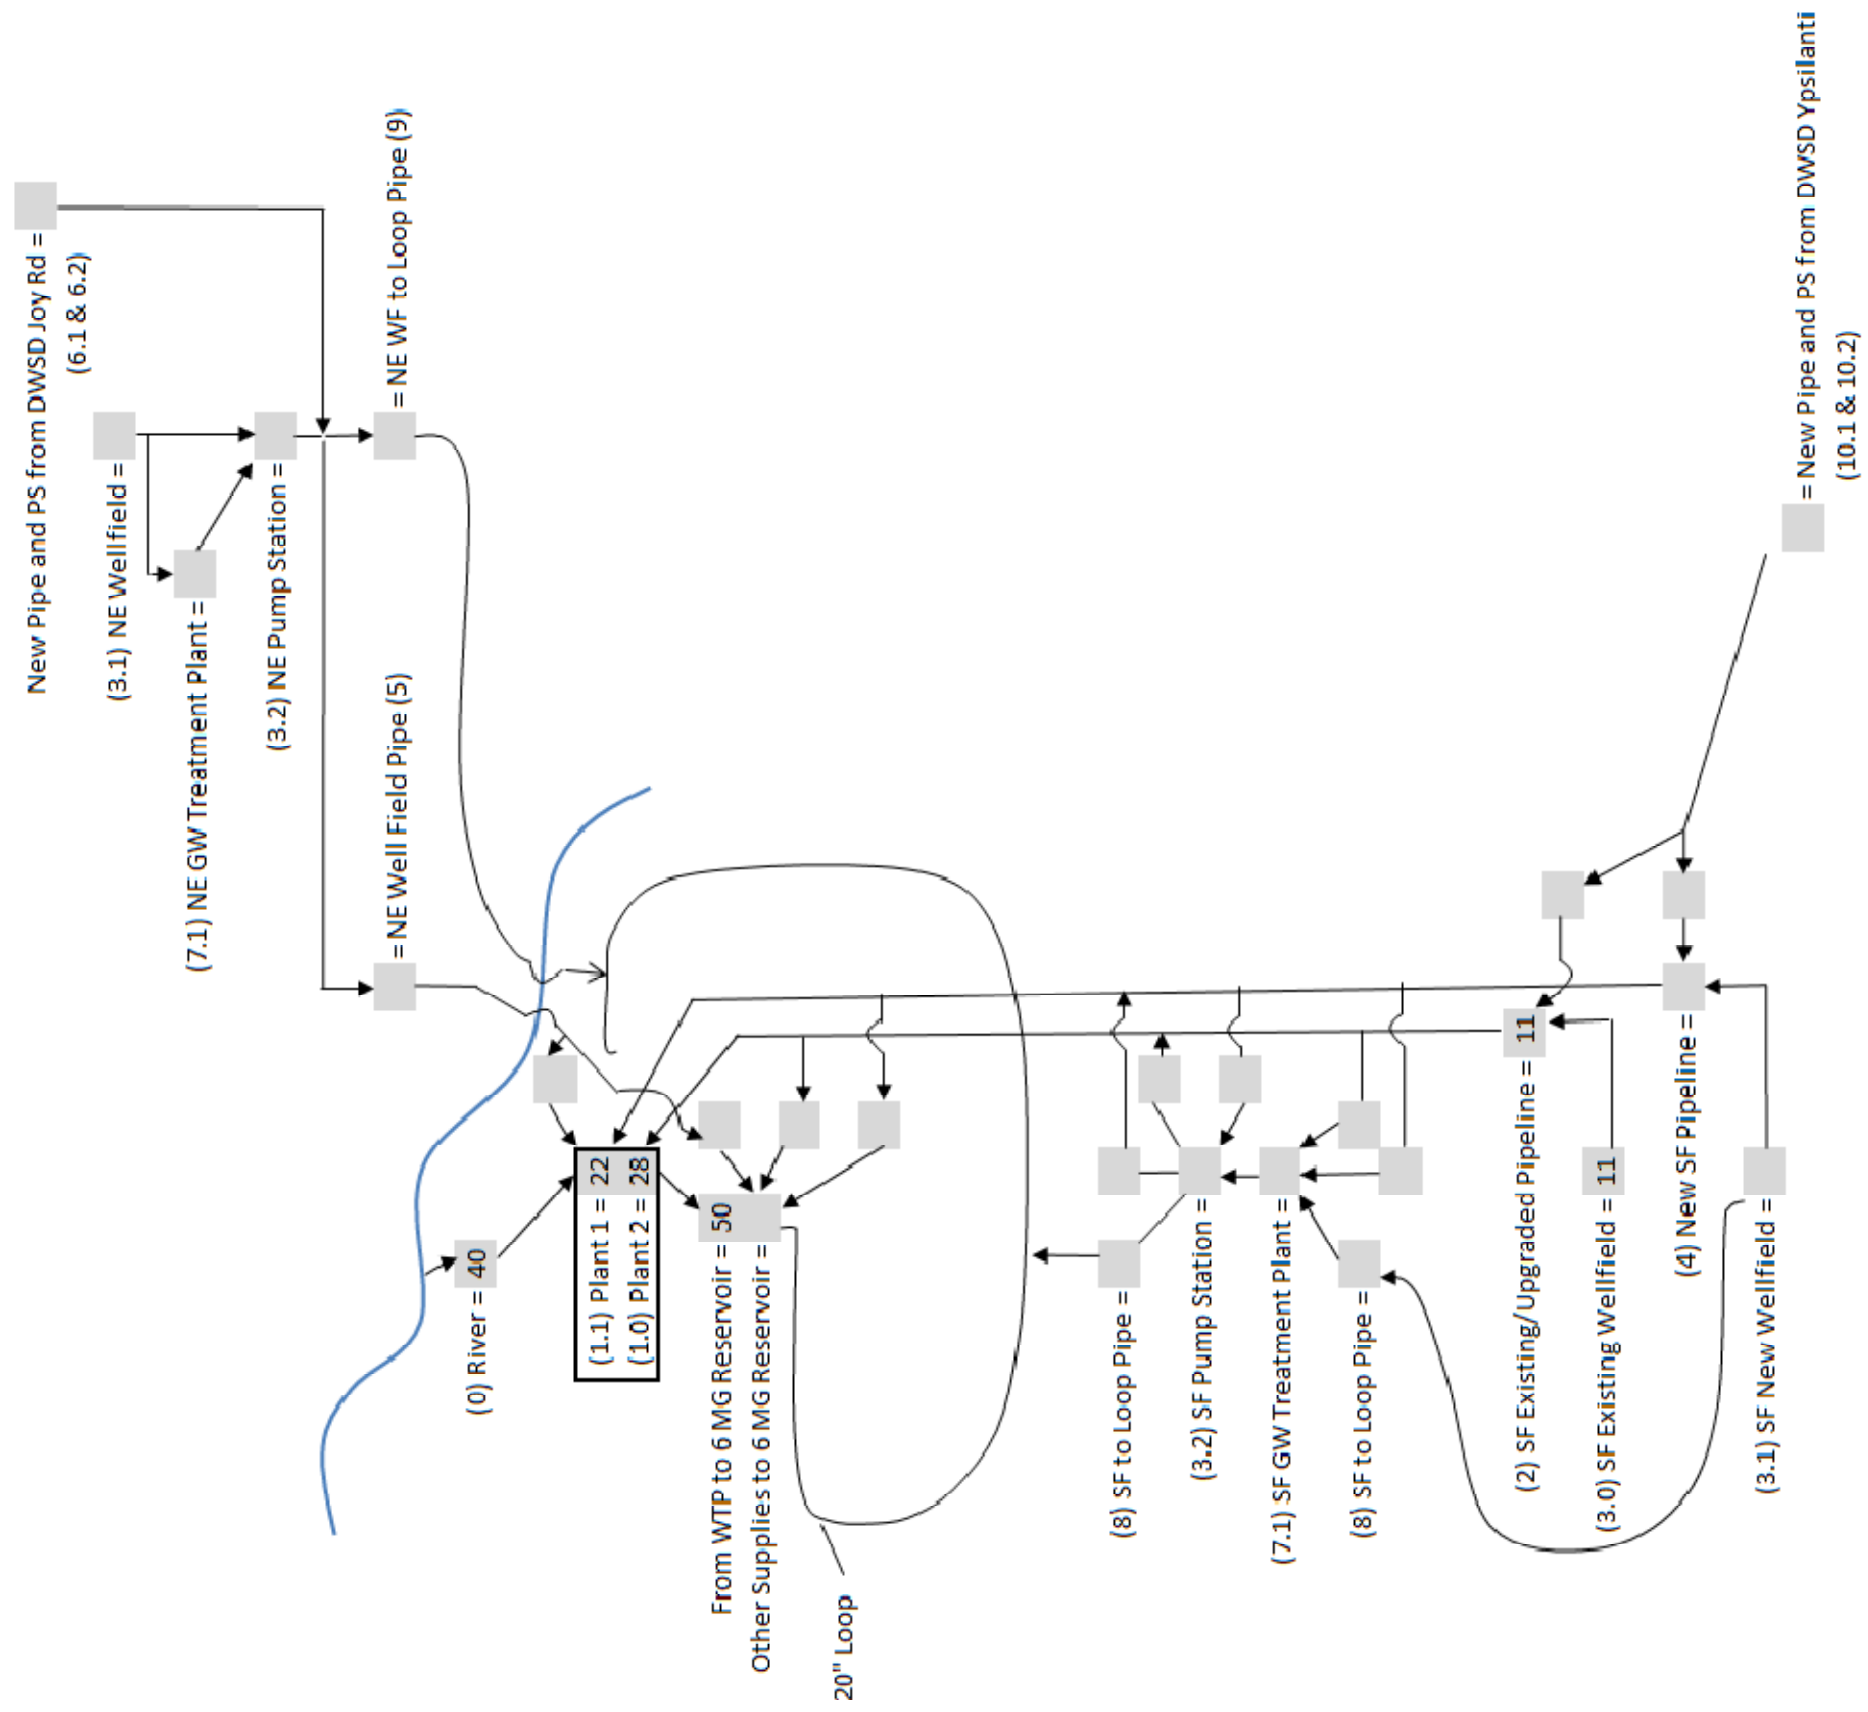 New Pipe and PS from DWSD Joy Rd =
(6.1 & 6.2)
(3.1) NE Wellfield =
(7.1) NE GW Treatment Plant =
(3.2) NE Pump Station =
= NE WF to Loop Pipe (9)
= NE Well Field Pipe (5)
(0) River = 40
(1.1) Plant 1 = 22
(1.0) Plant 2 = 28
From WTP to 6 MG Reservoir = 50
Other Supplies to 6 MG Reservoir =
20" Loop
(8) SF to Loop Pipe =
(3.2) SF Pump Station =
(7.1) SF GW Treatment Plant =
(8) SF to Loop Pipe =
(2) SF Existing/Upgraded Pipeline = 11
(3.0) SF Existing Wellfield = 11
(4) New SF Pipeline =
(3.1) SF New Wellfield =
= New Pipe and PS from DWSD Ypsilanti
(10.1 & 10.2)